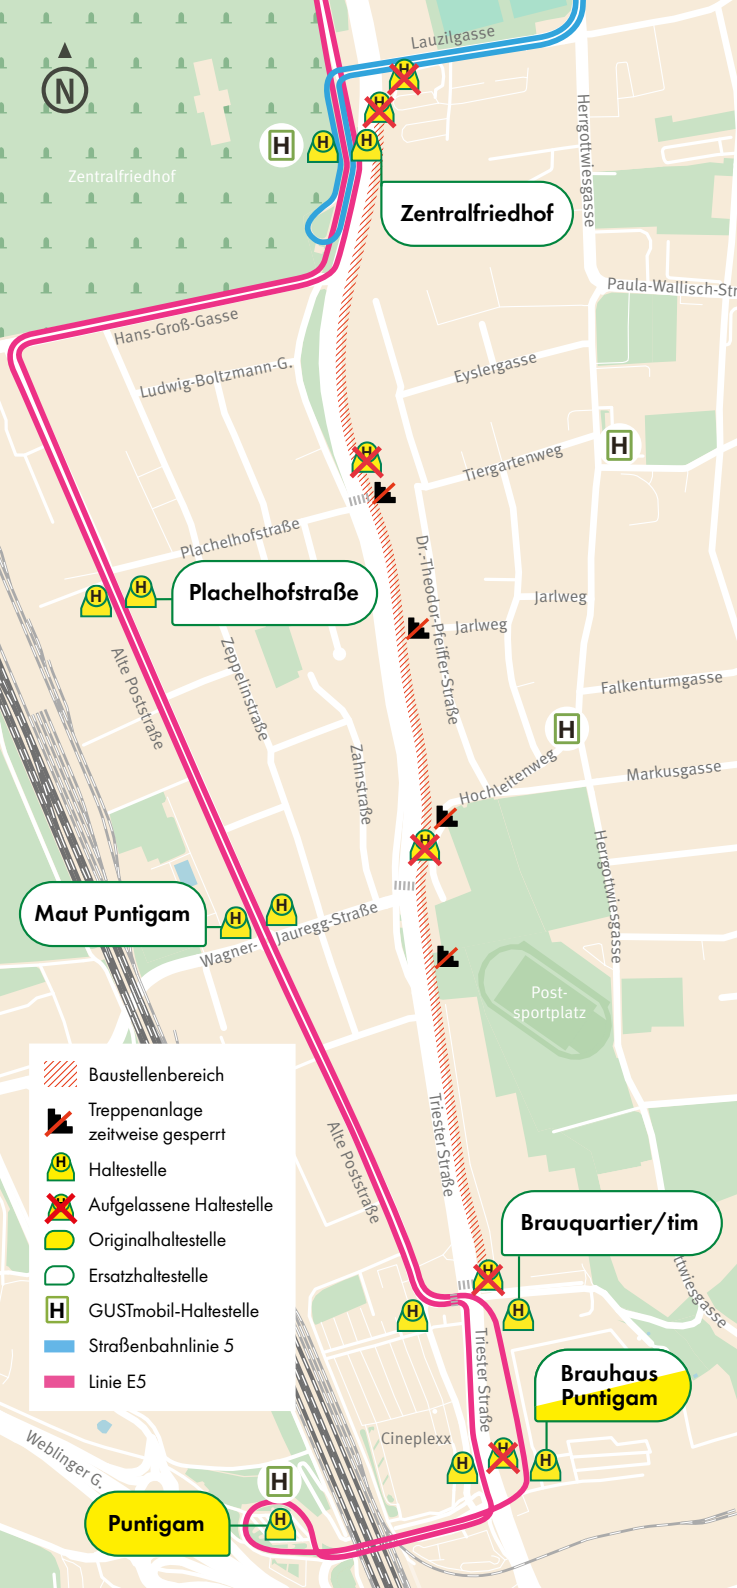 Lauzilgasse
N
H
H
H
H
H
Zentralfriedhof
Zentralfriedhof
Herrgottwiesgasse
Paula-Wallisch-Str
Hans-Groß-Gasse
Ludwig-Boltzmann-G.
Eyslergasse
H
H
Tiergartenweg
Plachelhofstraße
Dr.-Theodor-Pfeiffer-Straße
H
H
Plachelhofstraße
Jarlweg
Jarlweg
Alte Poststraße
Zeppelinstraße
Falkenturmgasse
H
Zahnstraße
Hochleitenweg
Markusgasse
H
Herrgottwiesgasse
Maut Puntigam
H
H
Wagner-Jauregg-Straße
Post-
sportplatz
Baustellenbereich
Treppenanlage
zeitweise gesperrt
H
Haltestelle
H
Aufgelassene Haltestelle
Originalhaltestelle
Ersatzhaltestelle
H
GUSTmobil-Haltestelle
Straßenbahnlinie 5
Linie E5
Alte Poststraße
Triester Straße
Brauquartier/tim
H
H
H
ttwiesgasse
Triester Straße
Brauhaus
Puntigam
Cineplexx
H
H
H
Weblinger G.
H
Puntigam
H